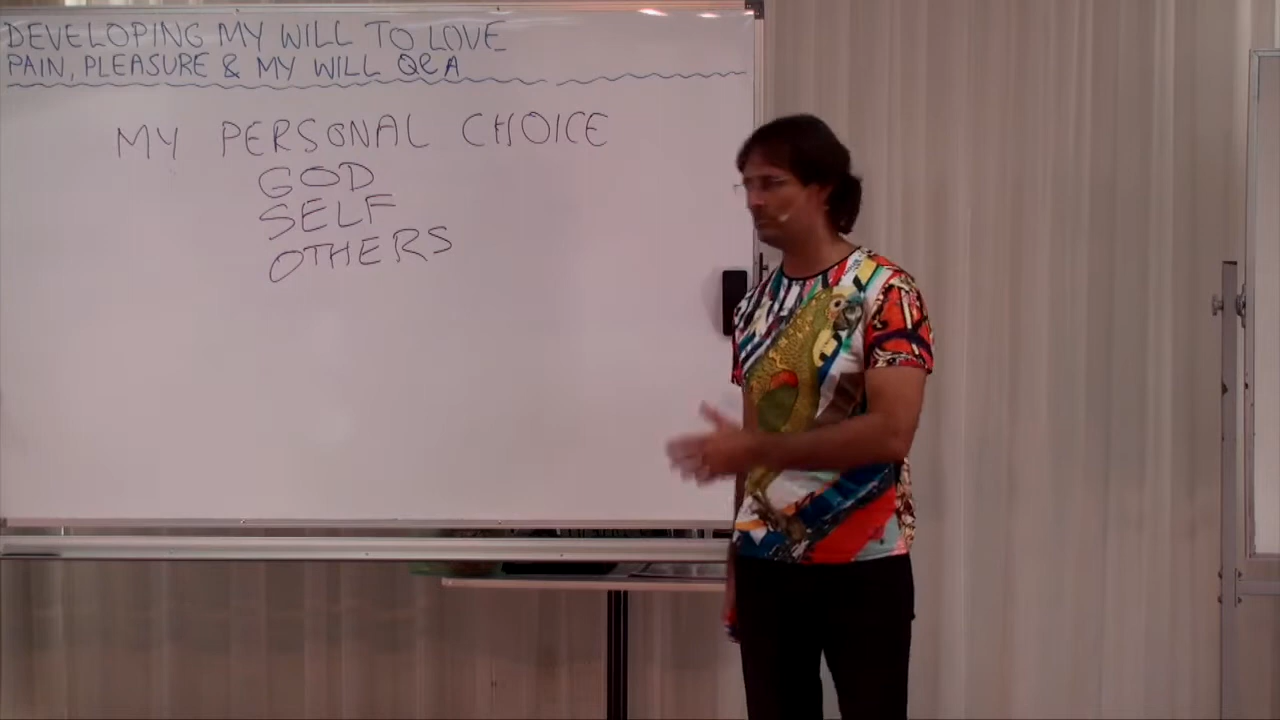 DEVELOPING MY WILL TO LOVE
PAIN, PLEASURE & MY WILL Q&A
MY PERSONAL CHOICE
GOD
SELF
OTHERS